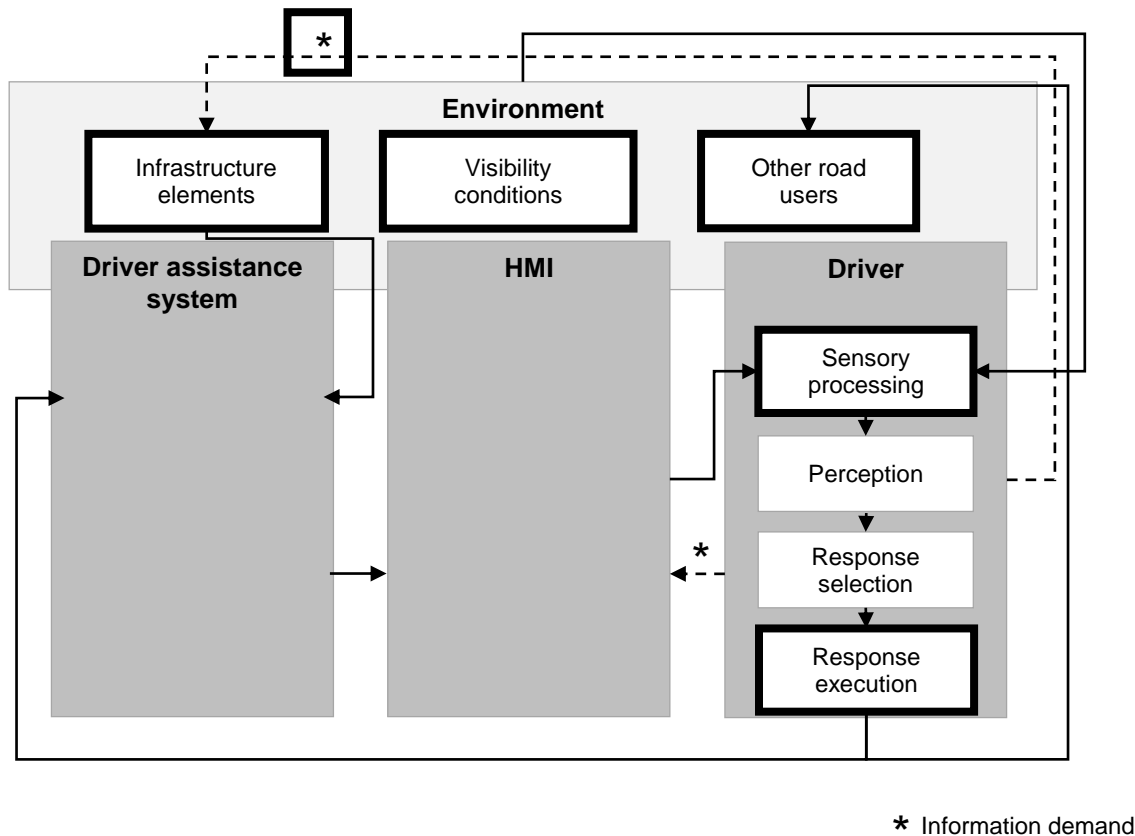 *
Environment
Infrastructure
elements
Visibility
conditions
Other road
users
Driver assistance
system
HMI
Driver
Sensory
processing
Perception
*
Response
selection
Response
execution
* Information demand